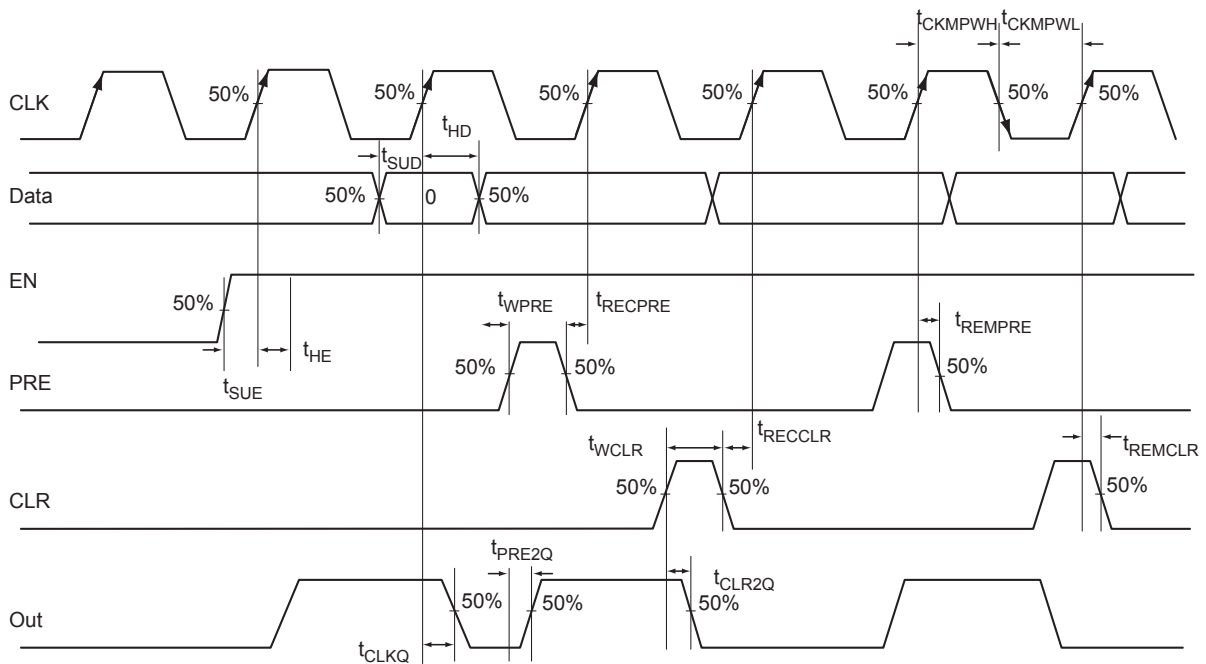 tCKMPWH tCKMPWL
CLK 50% 50% 50% 50% 50% 50% 50%
tSUD tHD
Data 50% 0 50%
EN
50% tWPRE tRECPRE tREMPRE
tHE
PRE tSUE 50% 50% 50%
tWCLR tRECCLR tREMCLR
CLR 50% 50% 50%
tPRE2Q tCLR2Q
Out 50% 50% 50%
tCLKQ